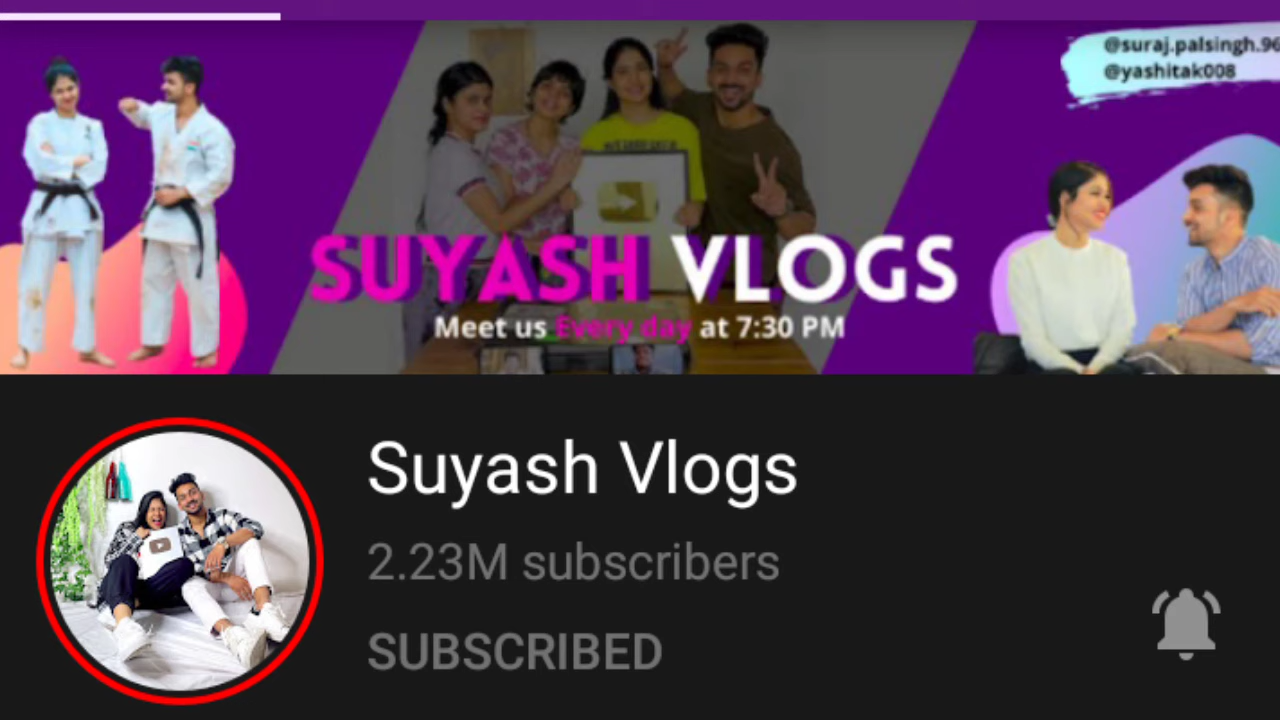 @suraj.palsingh.96
@yashitak008
SUYASH VLOGS
Meet us Every day at 7:30 PM
Suyash Vlogs
2.23M subscribers
SUBSCRIBED